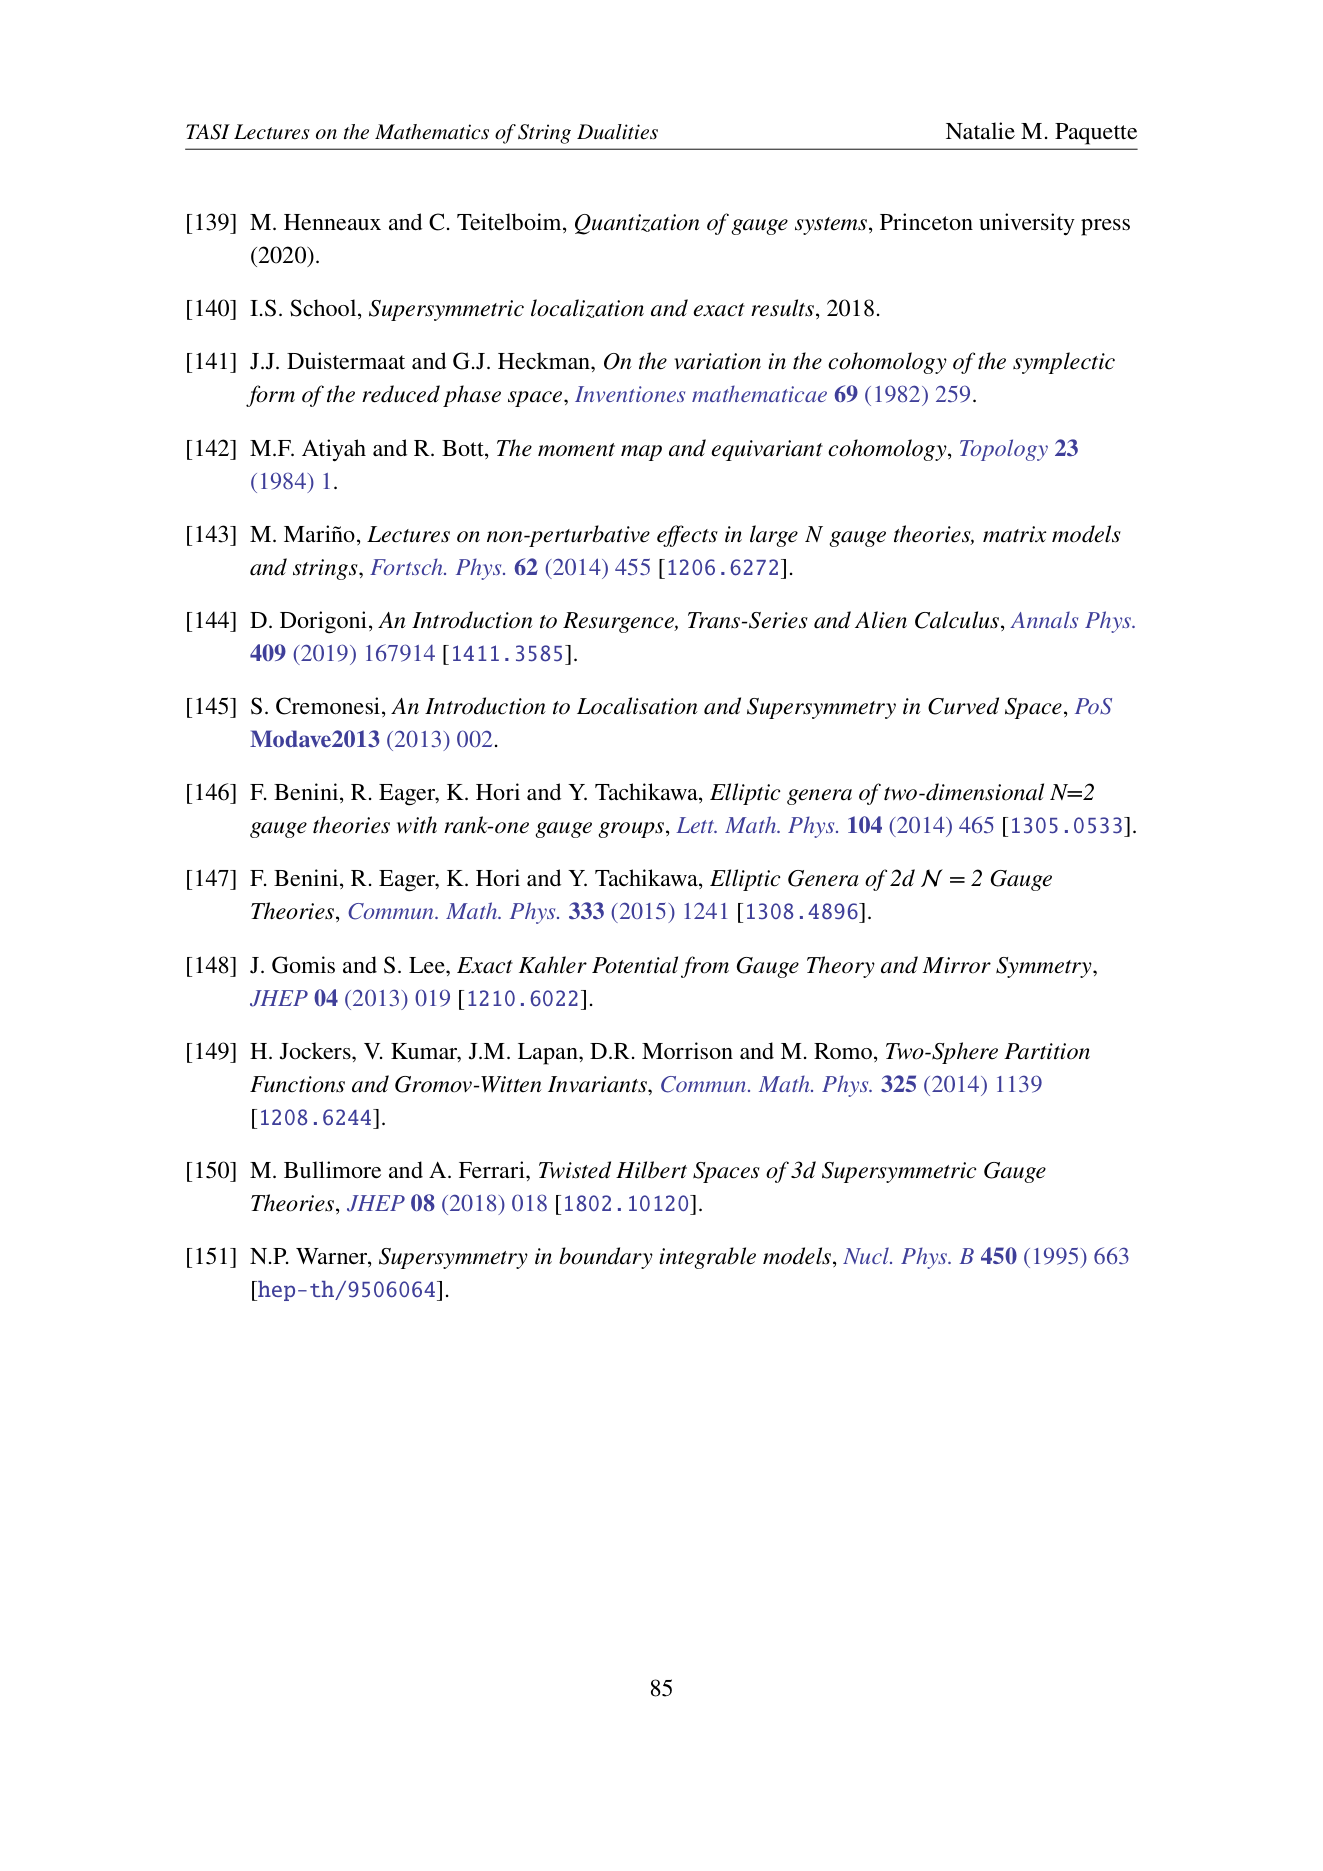 TASI Lectures on the Mathematics of String Dualities Natalie M. Paquette
[139] M. Henneaux and C. Teitelboim, Quantization of gauge systems, Princeton university press
(2020).
[140] I.S. School, Supersymmetric localization and exact results, 2018.
[141] J.J. Duistermaat and G.J. Heckman, On the variation in the cohomology of the symplectic
form of the reduced phase space, Inventiones mathematicae 69 (1982) 259.
[142] M.F. Atiyah and R. Bott, The moment map and equivariant cohomology, Topology 23
(1984) 1.
[143] M. Mariño, Lectures on non-perturbative effects in large N gauge theories, matrix models
and strings, Fortsch. Phys. 62 (2014) 455 [1206.6272].
[144] D. Dorigoni, An Introduction to Resurgence, Trans-Series and Alien Calculus, Annals Phys.
409 (2019) 167914 [1411.3585].
[145] S. Cremonesi, An Introduction to Localisation and Supersymmetry in Curved Space, PoS
Modave2013 (2013) 002.
[146] F. Benini, R. Eager, K. Hori and Y. Tachikawa, Elliptic genera of two-dimensional N=2
gauge theories with rank-one gauge groups, Lett. Math. Phys. 104 (2014) 465 [1305.0533].
[147] F. Benini, R. Eager, K. Hori and Y. Tachikawa, Elliptic Genera of 2d 𝒩 = 2 Gauge
Theories, Commun. Math. Phys. 333 (2015) 1241 [1308.4896].
[148] J. Gomis and S. Lee, Exact Kahler Potential from Gauge Theory and Mirror Symmetry,
JHEP 04 (2013) 019 [1210.6022].
[149] H. Jockers, V. Kumar, J.M. Lapan, D.R. Morrison and M. Romo, Two-Sphere Partition
Functions and Gromov-Witten Invariants, Commun. Math. Phys. 325 (2014) 1139
[1208.6244].
[150] M. Bullimore and A. Ferrari, Twisted Hilbert Spaces of 3d Supersymmetric Gauge
Theories, JHEP 08 (2018) 018 [1802.10120].
[151] N.P. Warner, Supersymmetry in boundary integrable models, Nucl. Phys. B 450 (1995) 663
[hep-th/9506064].
85